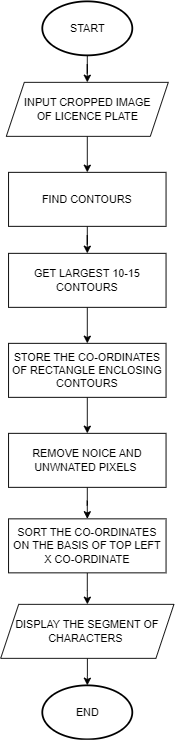 START
INPUT CROPPED IMAGE
OF LICENCE PLATE
FIND CONTOURS
GET LARGEST 10-15
CONTOURS
STORE THE CO-ORDINATES
OF RECTANGLE ENCLOSING
CONTOURS
REMOVE NOICE AND
UNWNATED PIXELS
SORT THE CO-ORDINATES
ON THE BASIS OF TOP LEFT
X CO-ORDINATE
DISPLAY THE SEGMENT OF
CHARACTERS
END